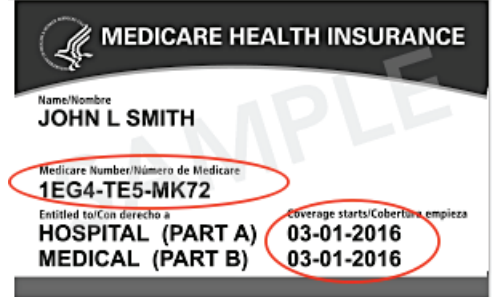 MEDICARE HEALTH INSURANCE
SAMPLE
Name/Nombre
JOHN L SMITH
Medicare Number/Número de Medicare
1EG4-TE5-MK72
Entitled to/Con derecho a Coverage starts/Cobertura empieza
HOSPITAL (PART A) 03-01-2016
MEDICAL (PART B) 03-01-2016